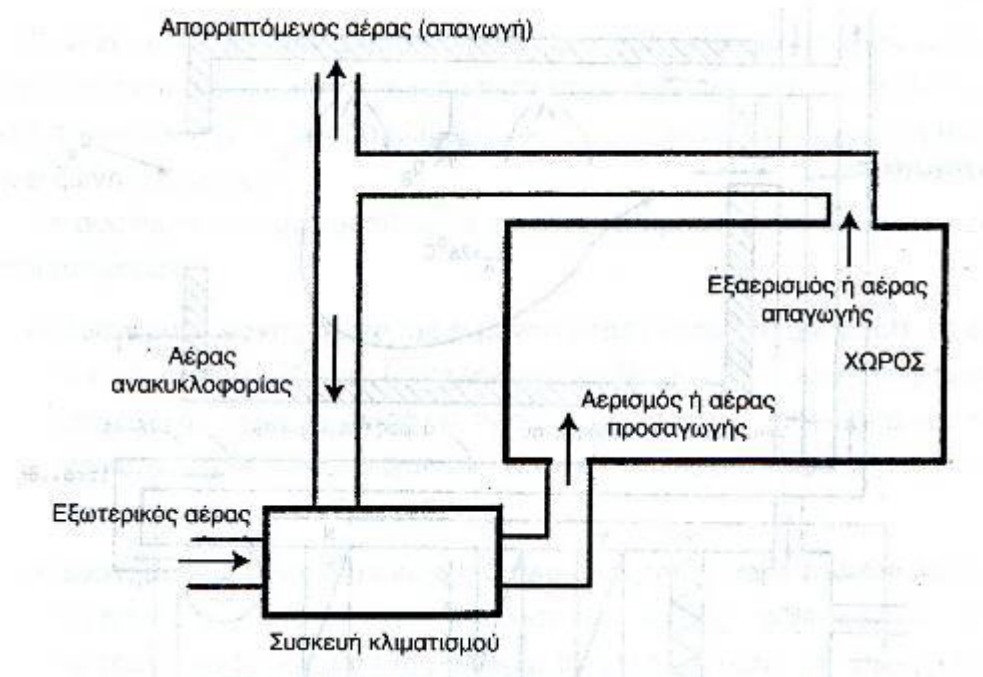 Απορριπτόμενος αέρας (απαγωγή)
Εξαερισμός ή αέρας
απαγωγής
ΧΩΡΟΣ
Αέρας
ανακυκλοφορίας
Αερισμός ή αέρας
προσαγωγής
Εξωτερικός αέρας
Συσκευή κλιματισμού